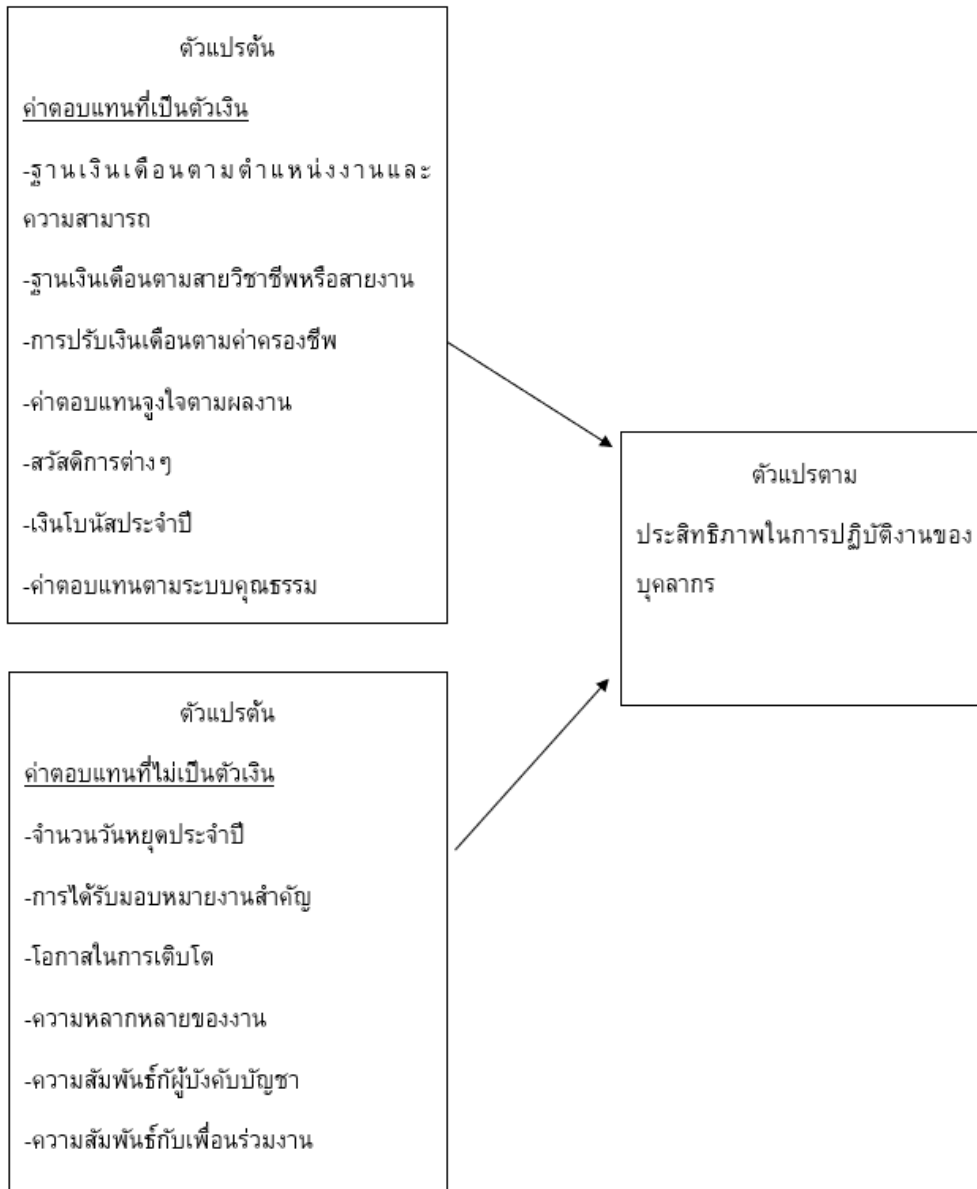 ตัวแปรต้น
ค่าตอบแทนที่เป็นตัวเงิน
-ฐานเงินเดือนตามตำแหน่งงานและ
ความสามารถ
-ฐานเงินเดือนตามสายวิชาชีพหรือสายงาน
-การปรับเงินเดือนตามค่าครองชีพ
-ค่าตอบแทนจูงใจตามผลงาน
-สวัสดิการต่างๆ
-เงินโบนัสประจำปี
-ค่าตอบแทนตามระบบคุณธรรม
ตัวแปรต้น
ค่าตอบแทนที่ไม่เป็นตัวเงิน
-จำนวนวันหยุดประจำปี
-การได้รับมอบหมายงานสำคัญ
-โอกาสในการเติบโต
-ความหลากหลายของงาน
-ความสัมพันธ์กัผู้บังคับบัญชา
-ความสัมพันธ์กับเพื่อนร่วมงาน
ตัวแปรตาม
ประสิทธิภาพในการปฏิบัติงานของ
บุคลากร